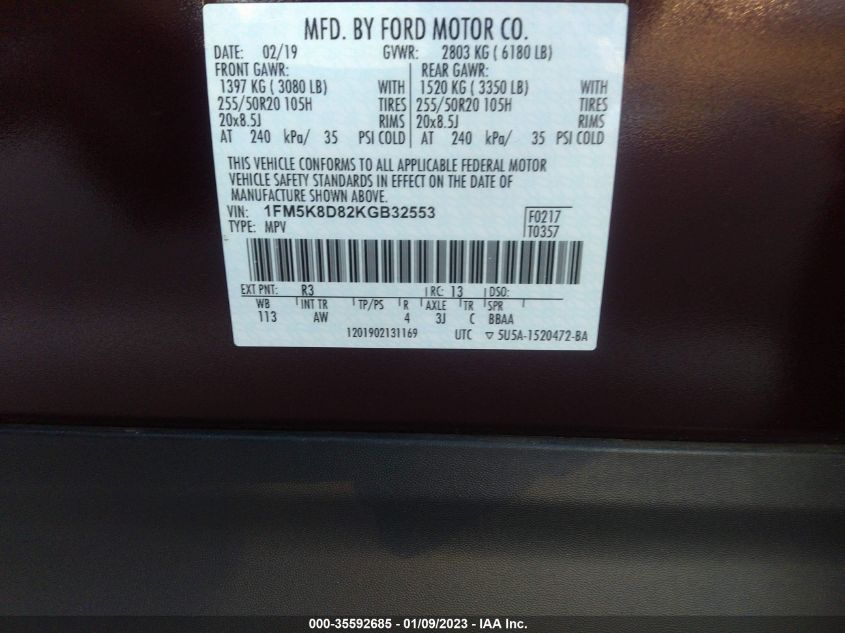 MFD. BY FORD MOTOR CO.
DATE: 02/19 GVWR: 2803 KG ( 6180 LB)
FRONT GAWR: REAR GAWR:
1397 KG ( 3080 LB) WITH 1520 KG ( 3350 LB) WITH
255/50R20 105H TIRES 255/50R20 105H TIRES
20x8.5J RIMS 20x8.5J RIMS
AT 240 kPa/ 35 PSI COLD AT 240 kPa/ 35 PSI COLD
THIS VEHICLE CONFORMS TO ALL APPLICABLE FEDERAL MOTOR
VEHICLE SAFETY STANDARDS IN EFFECT ON THE DATE OF
MANUFACTURE SHOWN ABOVE.
VIN: 1FM5K8D82KGB32553 F0217
TYPE: MPV T0357
EXT PNT: R3 RC: 13 DSO:
WB INT TR TP/PS R AXLE TR SPR
113 AW 4 3J C BBAA
1201902131169 UTC ▽ 5U5A-1520472-BA
000-35592685 - 01/09/2023 - IAA Inc.